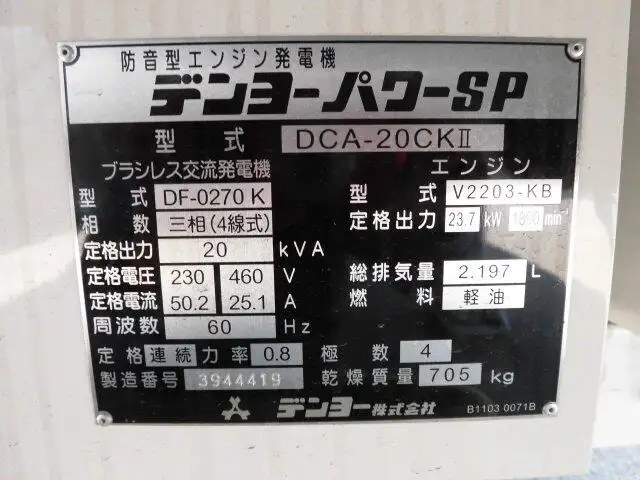 防音型エンジン発電機
デンヨーパワーSP
型式 DCA-20CKⅡ
ブラシレス交流発電機 エンジン
型式 DF-0270 K 型式 V2203-KB
相数 三相(4線式) 定格出力 23.7 kW 1800 min
定格出力 20 kVA
定格電圧 230 460 V 総排気量 2.197 L
定格電流 50.2 25.1 A 燃料 軽油
周波数 60 Hz
定格 連続 力率 0.8 極数 4
製造番号 3944419 乾燥質量 705 kg
デンヨー株式会社 B1103 0071B